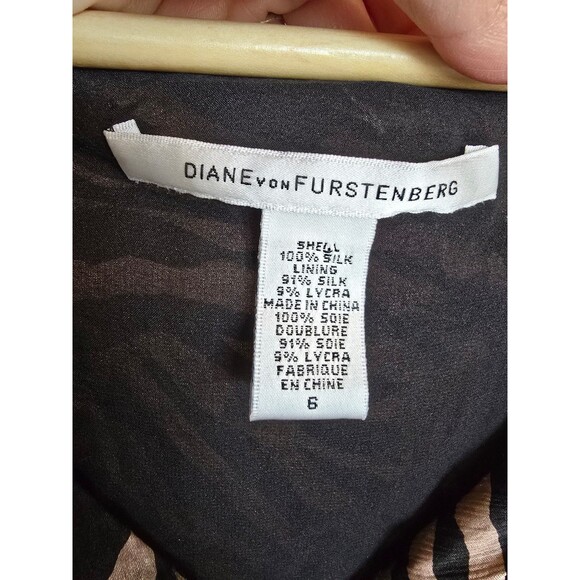 DIANE VON FURSTENBERG
SHELL
100% SILK
LINING
91% SILK
9% LYCRA
MADE IN CHINA
100% SOIE
DOUBLURE
91% SOIE
9% LYCRA
FABRIQUE
EN CHINE
6